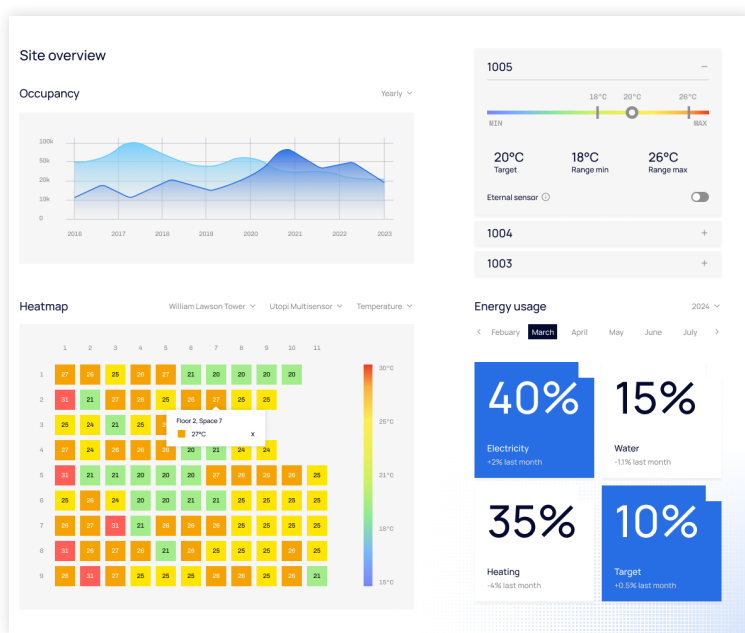 Site overview
Occupancy
Yearly
100k
50k
20k
10k
0
2016 2017 2018 2019 2020 2021 2022 2023
Heatmap
William Lawson Tower Utopi Multisensor Temperature
1 2 3 4 5 6 7 8 9 10 11
1 27 26 25 26 27 21 20 20 20 20
2 31 21 27 27 25 26 27 25 25
3 25 24 21 25
Floor 2, Space 7
27°C X
4 27 24 26 26 26 20 21 24 24
5 31 21 21 20 20 20 27 26 26 26 25
6 25 26 24 20 20 21 21 25 25 25 25
7 26 27 31 21 26 26 26 25 25 25 25
8 31 26 27 26 21 26 25 25 25 26 25
9 26 31 27 25 25 25 26 26 25 26 21
30°C
25°C
21°C
18°C
15°C
1005 −
18°C 20°C 26°C
MIN MAX
20°C 18°C 26°C
Target Range min Range max
Eternal sensor
1004 +
1003 +
Energy usage
2024
< Febuary March April May June July >
40% 15%
Electricity Water
+2% last month -1.1% last month
35% 10%
Heating Target
-4% last month +0.5% last month